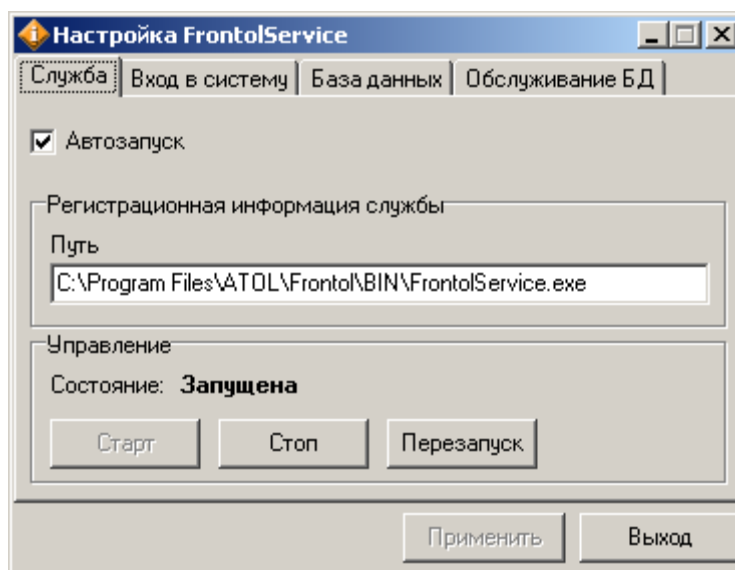 Настройка FrontolService
Служба Вход в систему База данных Обслуживание БД
Автозапуск
Регистрационная информация службы
Путь
C:\Program Files\ATOL\Frontol\BIN\FrontolService.exe
Управление
Состояние: Запущена
Старт Стоп Перезапуск
Применить Выход